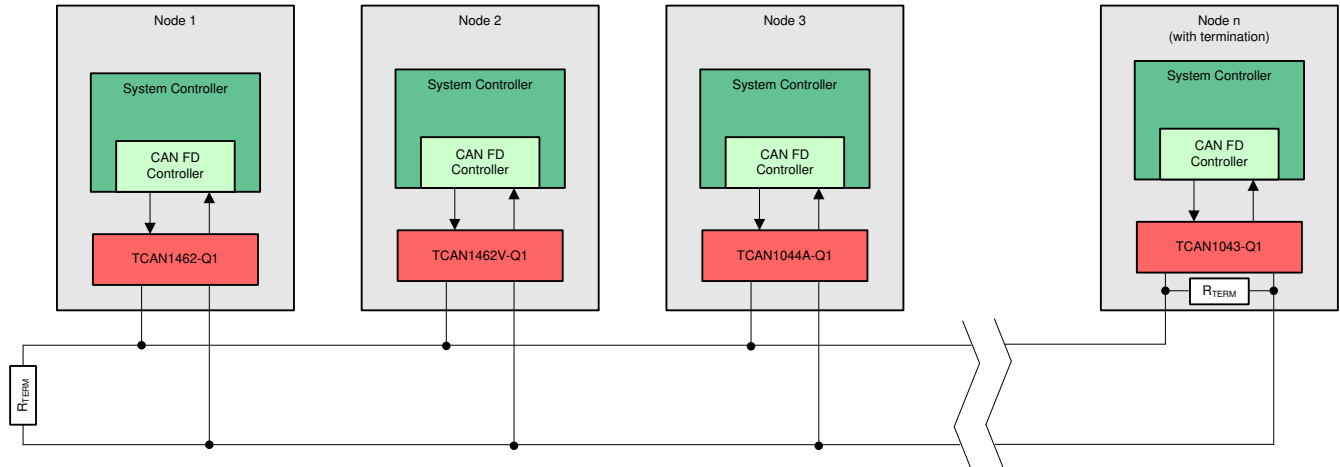 Node 1
System Controller
CAN FD
Controller
TCAN1462-Q1
Node 2
System Controller
CAN FD
Controller
TCAN1462V-Q1
Node 3
System Controller
CAN FD
Controller
TCAN1044A-Q1
Node n
(with termination)
System Controller
CAN FD
Controller
TCAN1043-Q1
RTERM
RTERM